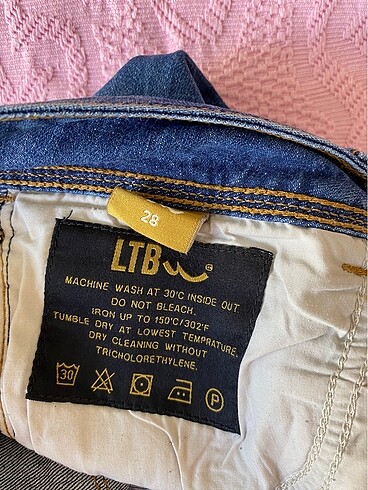 28
LTB
MACHINE WASH AT 30°C INSIDE OUT
DO NOT BLEACH.
IRON UP TO 150°C/302°F
TUMBLE DRY AT LOWEST TEMPRATURE.
DRY CLEANING WITHOUT
TRICHLORETHYLENE.
30
P